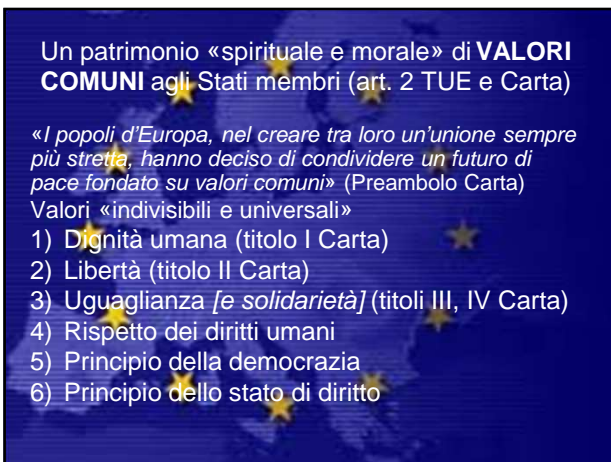 Un patrimonio «spirituale e morale» di VALORI
COMUNI agli Stati membri (art. 2 TUE e Carta)
«I popoli d’Europa, nel creare tra loro un’unione sempre
più stretta, hanno deciso di condividere un futuro di
pace fondato su valori comuni» (Preambolo Carta)
Valori «indivisibili e universali»
1) Dignità umana (titolo I Carta)
2) Libertà (titolo II Carta)
3) Uguaglianza [e solidarietà] (titoli III, IV Carta)
4) Rispetto dei diritti umani
5) Principio della democrazia
6) Principio dello stato di diritto